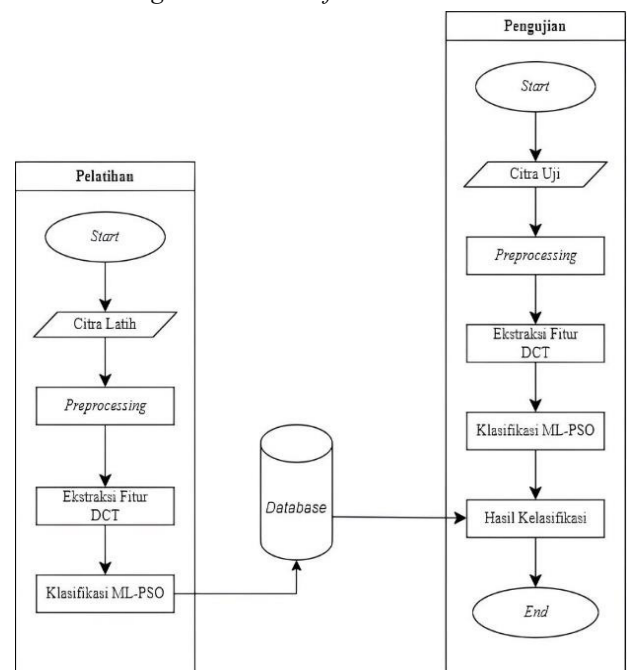 Pelatihan
Start
Citra Latih
Preprocessing
Ekstraksi Fitur
DCT
Klasifikasi ML-PSO
Database
Pengujian
Start
Citra Uji
Preprocessing
Ekstraksi Fitur
DCT
Klasifikasi ML-PSO
Hasil Kelasifikasi
End